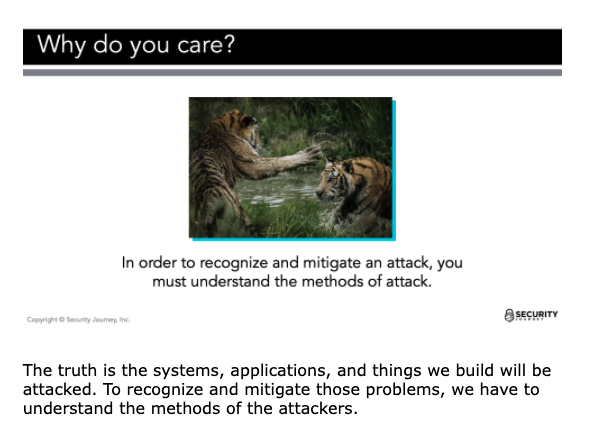 Why do you care?
In order to recognize and mitigate an attack, you
must understand the methods of attack.
Copyright © Security Journey, Inc.
SECURITY
JOURNEY
The truth is the systems, applications, and things we build will be
attacked. To recognize and mitigate those problems, we have to
understand the methods of the attackers.